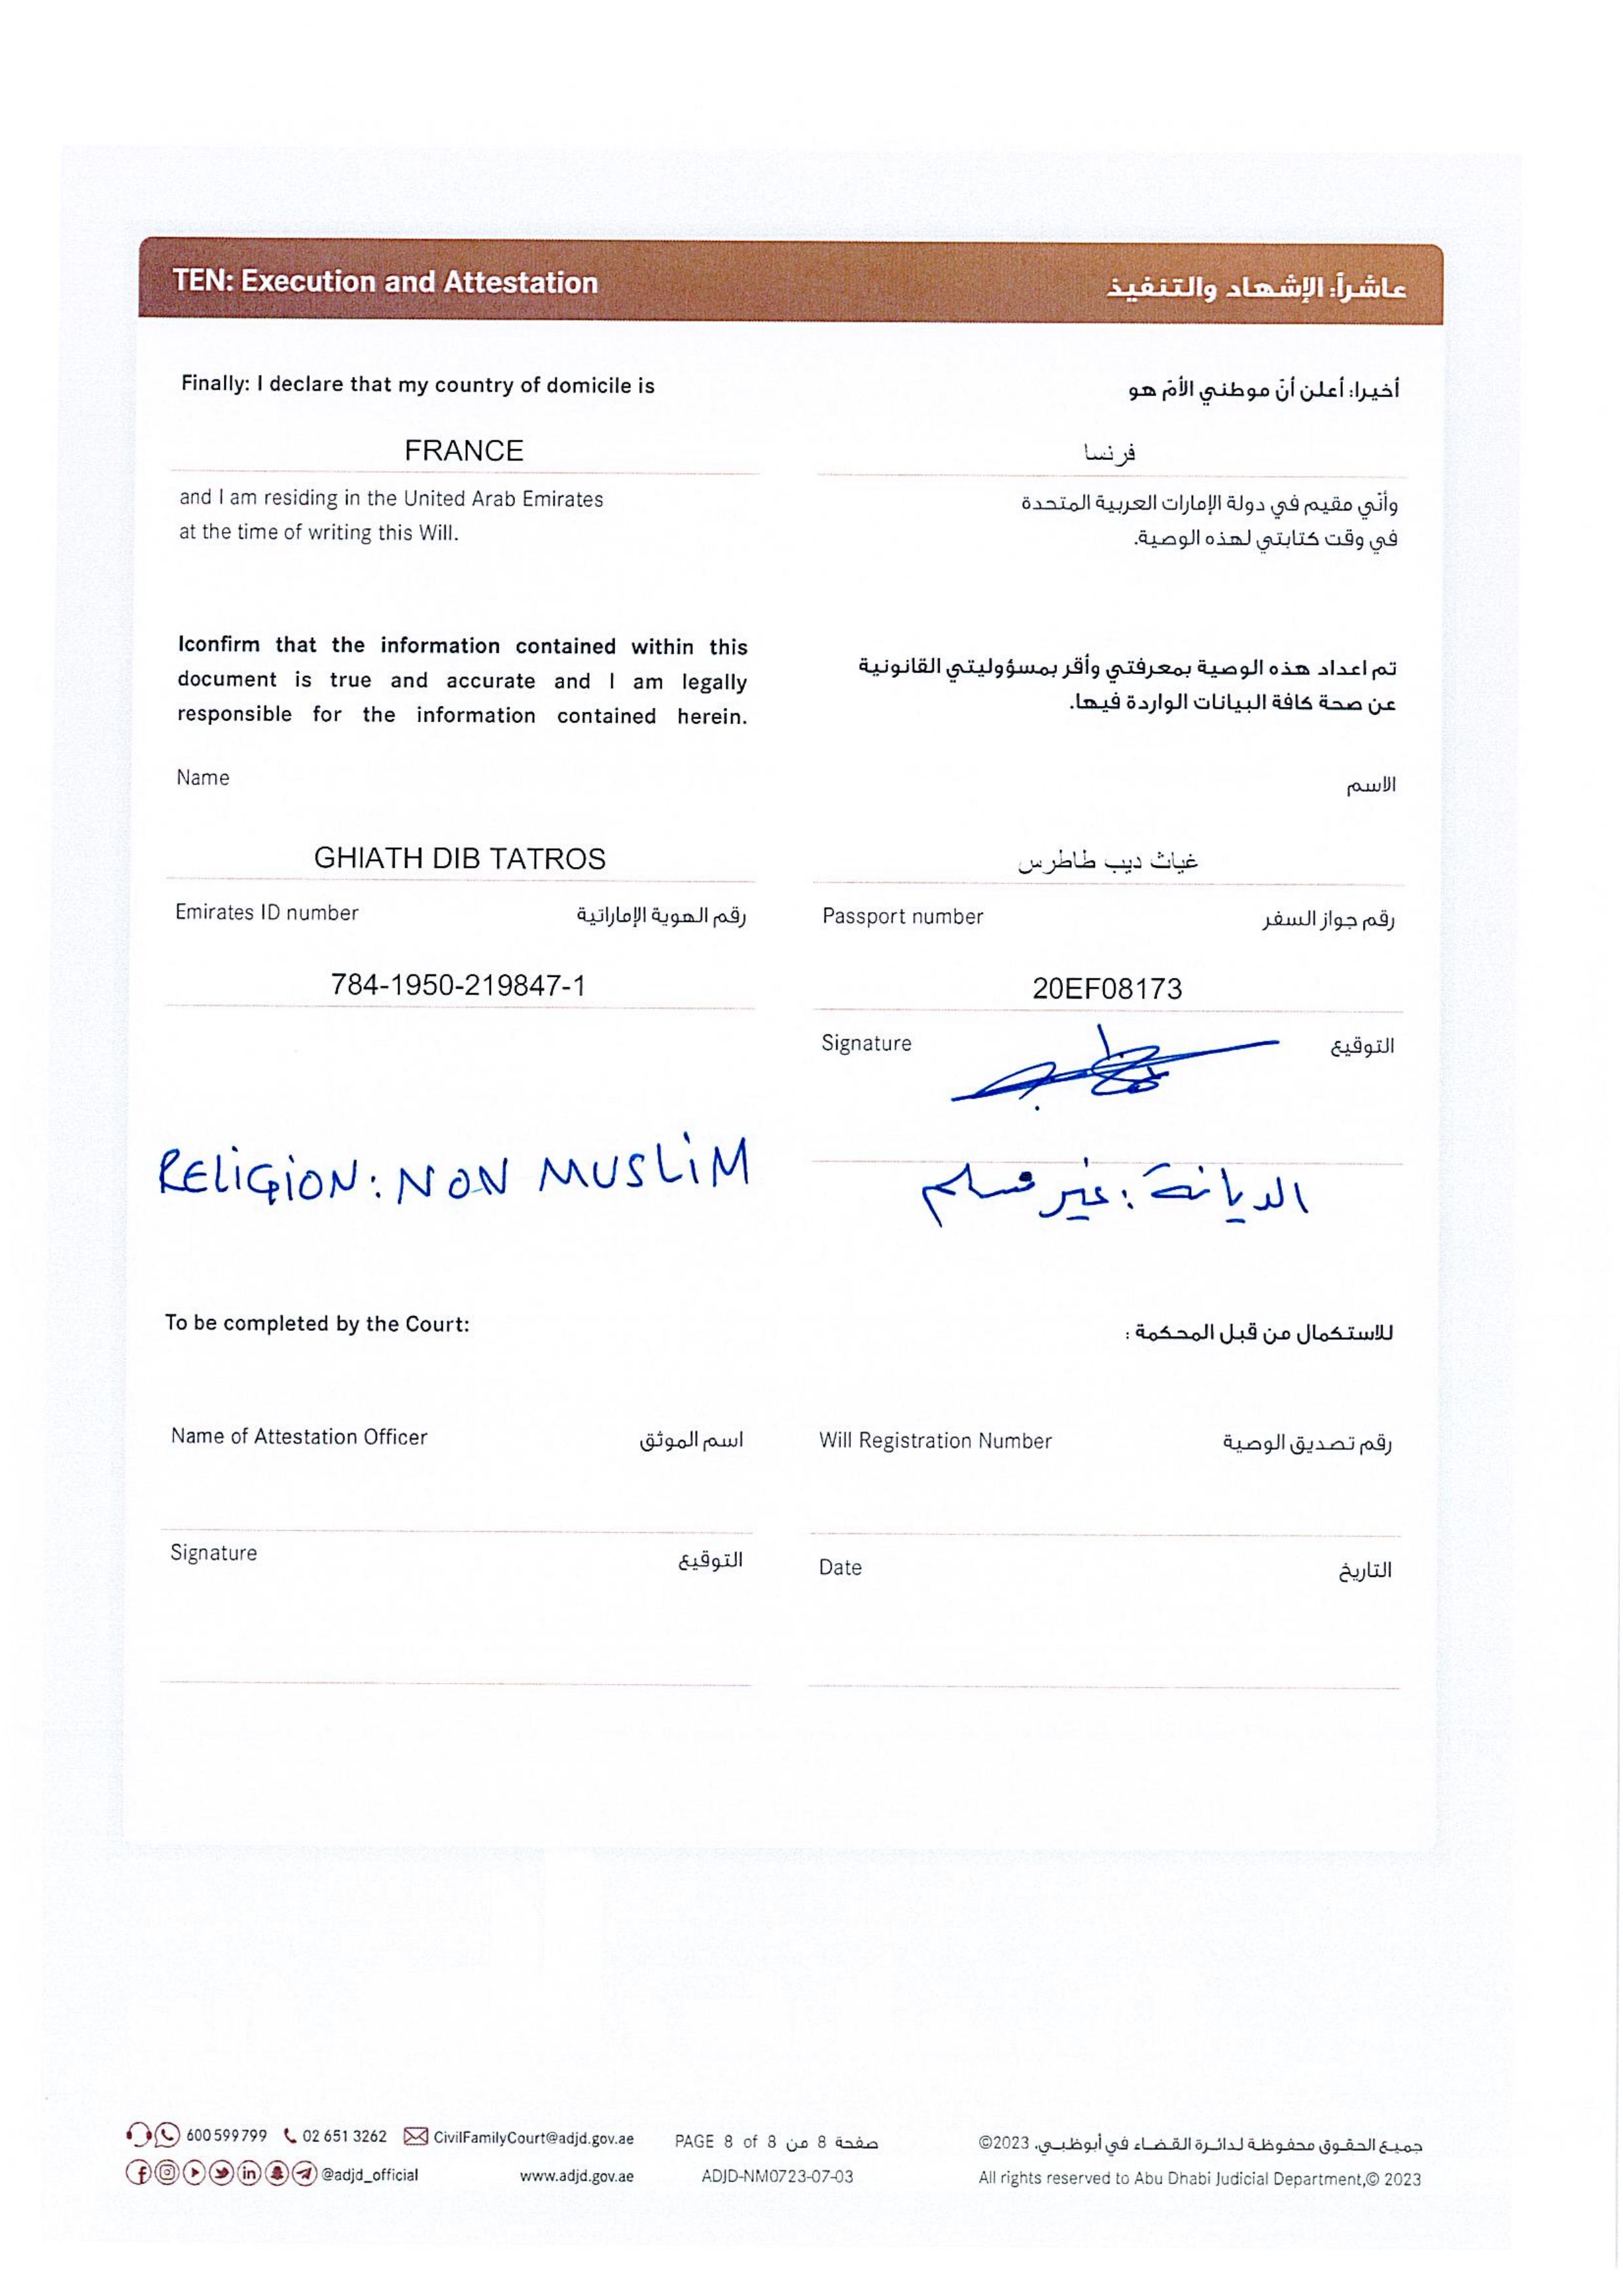 TEN: Execution and Attestation
عاشراً: الإشهاد والتنفيذ
Finally: I declare that my country of domicile is
أخيرا: أعلن أنّ موطني الأمّ هو
FRANCE
فرنسا
and I am residing in the United Arab Emirates
at the time of writing this Will.
وأنّي مقيم في دولة الإمارات العربية المتحدة
في وقت كتابتي لهذه الوصية.
Iconfirm that the information contained within this
document is true and accurate and I am legally
responsible for the information contained herein.
تم اعداد هذه الوصية بمعرفتي وأقر بمسؤوليتي القانونية
عن صحة كافة البيانات الواردة فيها.
Name
الاسم
GHIATH DIB TATROS
غياث ديب طاطرس
Emirates ID number رقم الهوية الإماراتية
Passport number رقم جواز السفر
784-1950-219847-1
20EF08173
Signature التوقيع
RELIGION: NON MUSLIM
الديانة: غير مسلم
To be completed by the Court:
للاستكمال من قبل المحكمة :
Name of Attestation Officer اسم الموثق
Will Registration Number رقم تصديق الوصية
Signature التوقيع
Date التاريخ
600599799 02 651 3262 CivilFamilyCourt@adjd.gov.ae
@adjd_official www.adjd.gov.ae
PAGE 8 of 8 صفحة 8 من 8
ADJD-NM0723-07-03
جميع الحقوق محفوظة لدائرة القضاء في أبوظبي، 2023©
All rights reserved to Abu Dhabi Judicial Department,© 2023